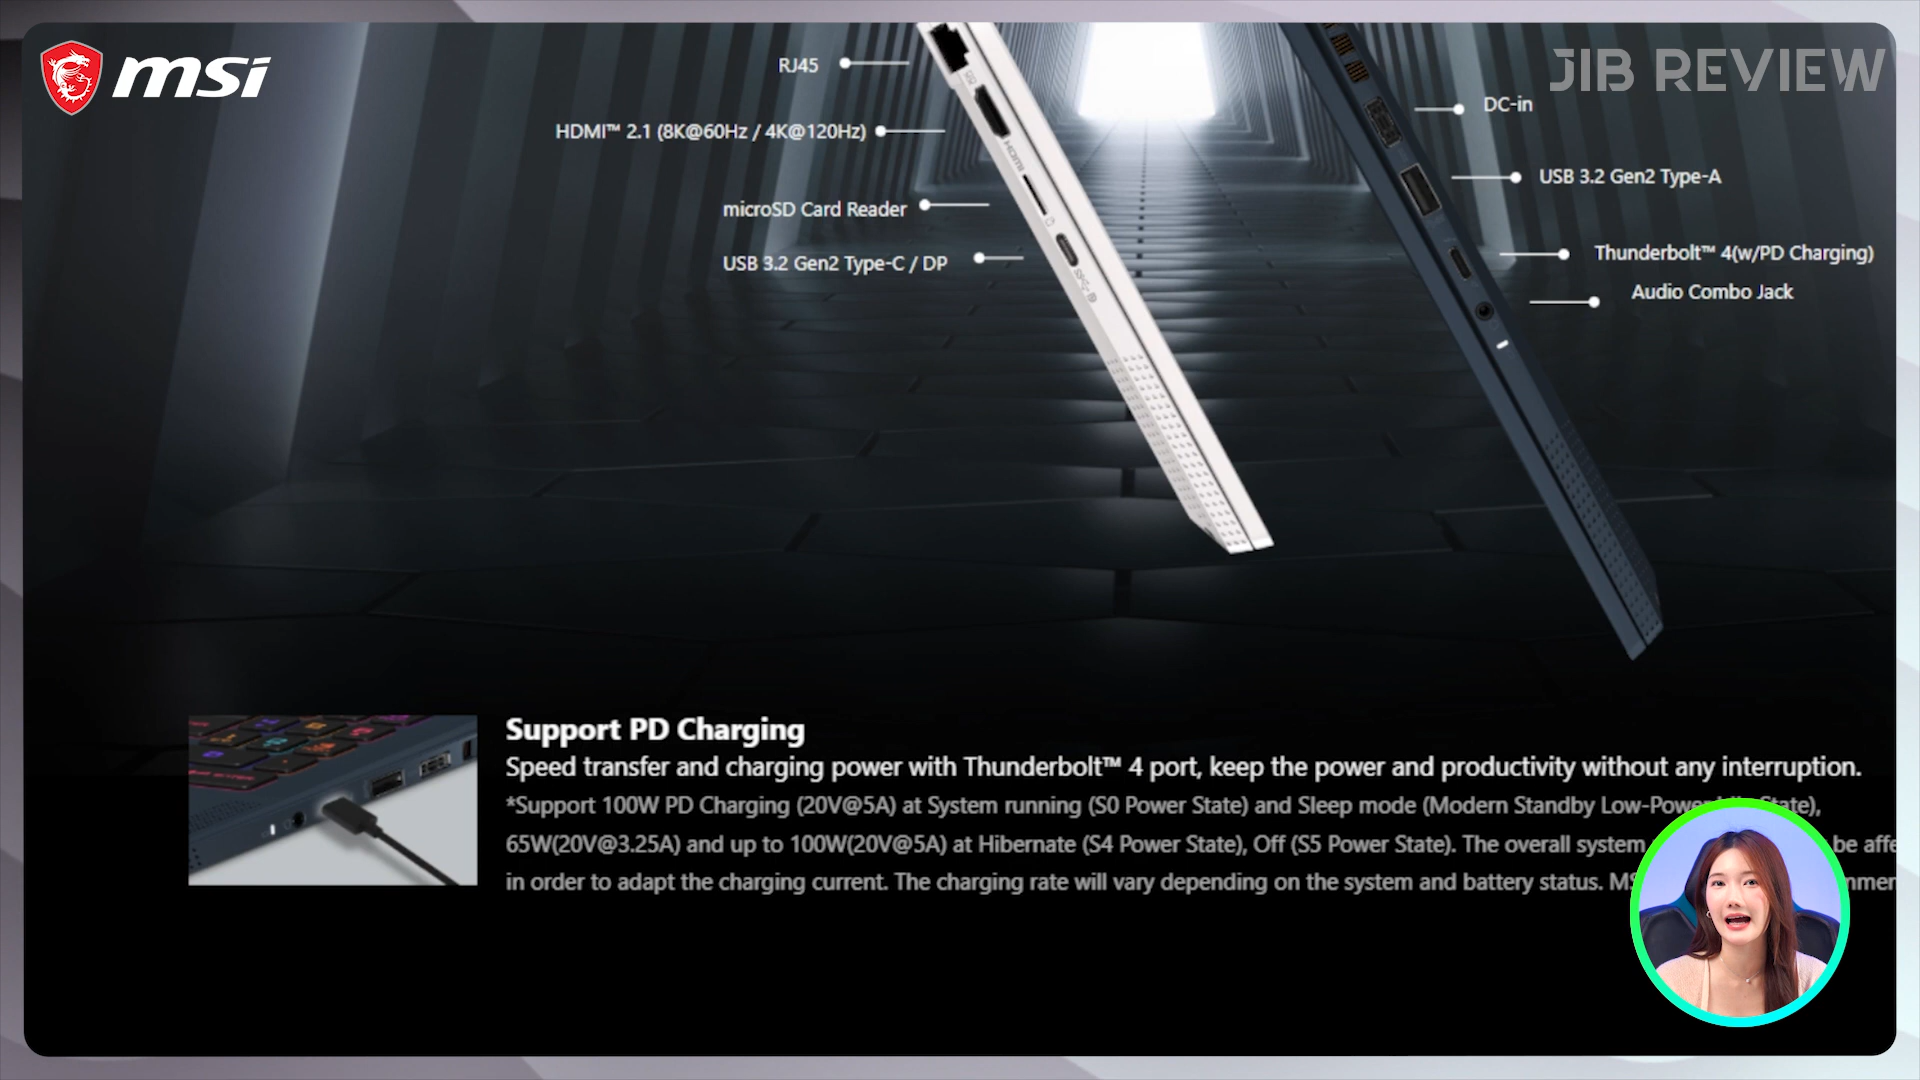 msi
JIB REVIEW
RJ45
HDMI™ 2.1 (8K@60Hz / 4K@120Hz)
microSD Card Reader
USB 3.2 Gen2 Type-C / DP
DC-in
USB 3.2 Gen2 Type-A
Thunderbolt™ 4(w/PD Charging)
Audio Combo Jack
HDMI
Support PD Charging
Speed transfer and charging power with Thunderbolt™ 4 port, keep the power and productivity without any interruption.
*Support 100W PD Charging (20V@5A) at System running (S0 Power State) and Sleep mode (Modern Standby Low-Power State),
65W(20V@3.25A) and up to 100W(20V@5A) at Hibernate (S4 Power State), Off (S5 Power State). The overall system be
in order to adapt the charging current. The charging rate will vary depending on the system and battery status.